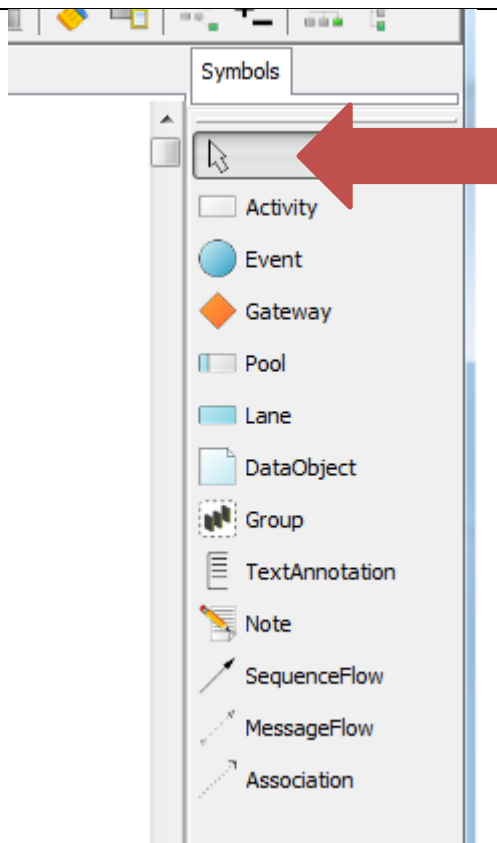 Symbols
Activity
Event
Gateway
Pool
Lane
DataObject
Group
TextAnnotation
Note
SequenceFlow
MessageFlow
Association